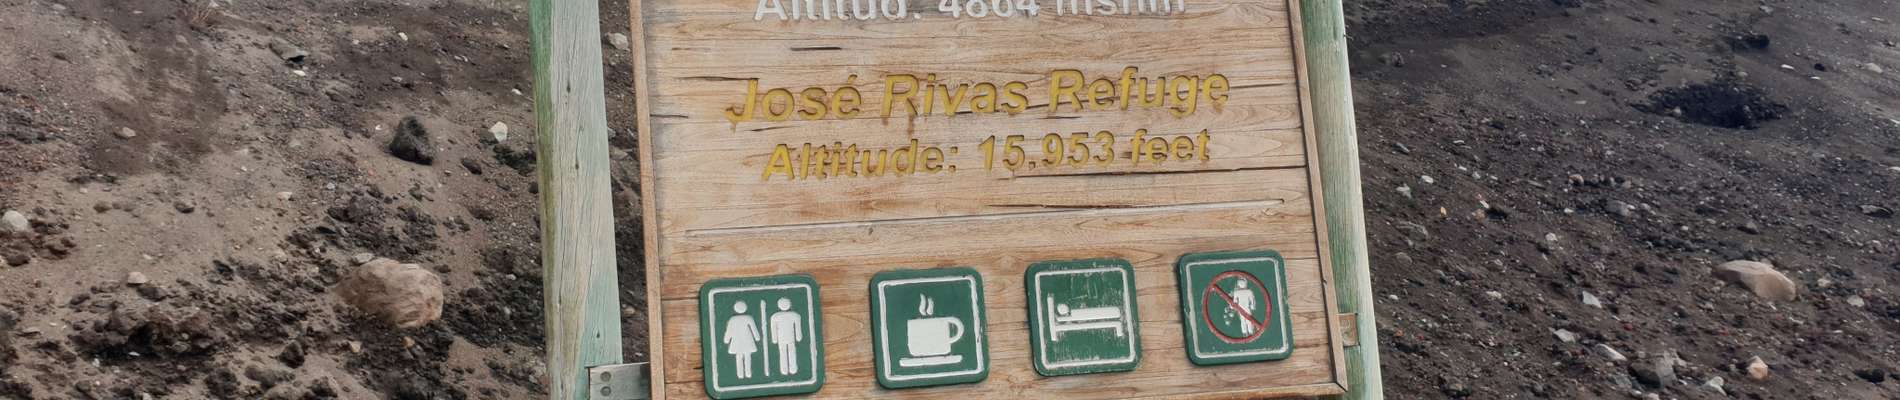 Altitud: 4864 msnm
José Rivas Refuge
Altitude: 15,953 feet